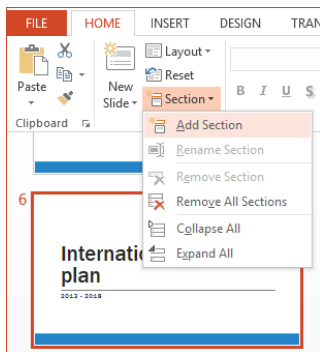 FILE HOME INSERT DESIGN TRAN
Paste
New
Slide
Layout
Reset
Section
B I U S
Clipboard
Add Section
Rename Section
Remove Section
Remove All Sections
Collapse All
Expand All
6
Internatio
plan
2013 - 2018